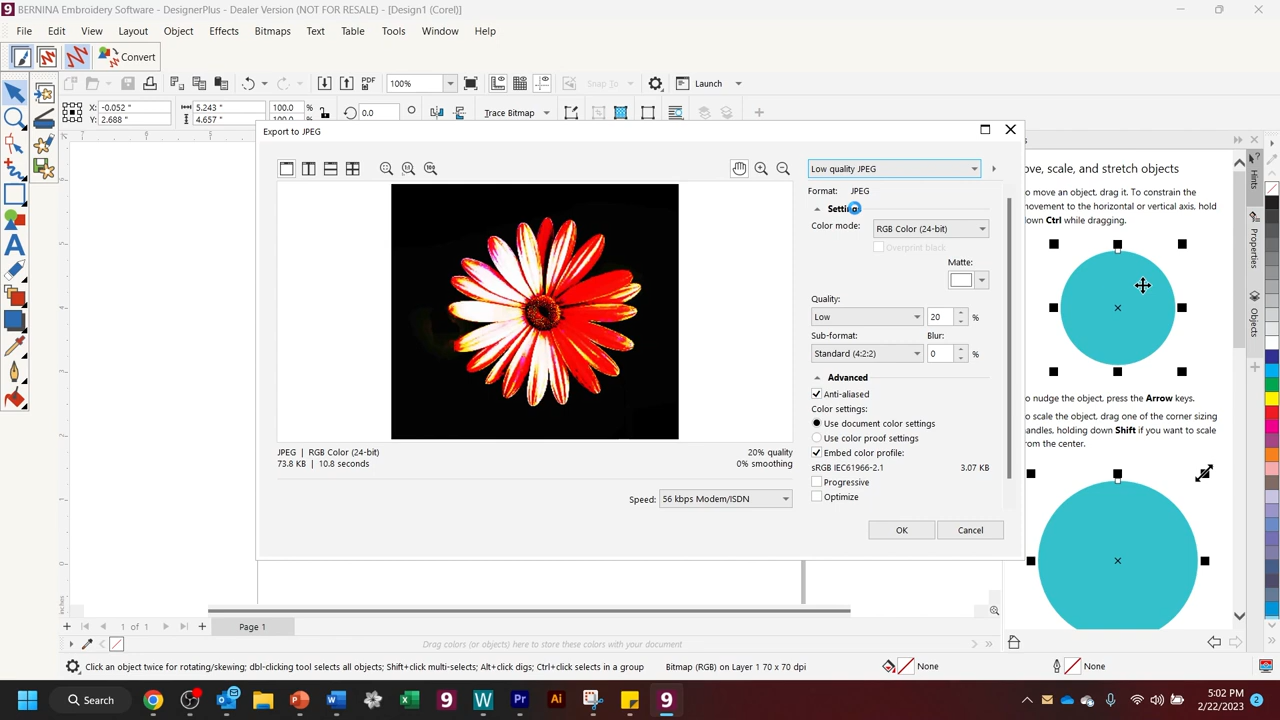 BERNINA Embroidery Software - DesignerPlus - Dealer Version (NOT FOR RESALE) - [Design1 (Corel)]
File Edit View Layout Object Effects Bitmaps Text Table Tools Window Help
Convert
PDF 100% Snap To Launch
X: -0.052 " 5.243 " 100.0 %
Y: 2.688 " 4.657 " 100.0 %
0.0 Trace Bitmap
Export to JPEG
Low quality JPEG
Format: JPEG
Settings
Color mode: RGB Color (24-bit)
Overprint black
Matte:
Quality:
Low 20 %
Sub-format: Blur:
Standard (4:2:2) 0 %
Advanced
Anti-aliased
Color settings:
Use document color settings
Use color proof settings
Embed color profile:
sRGB IEC61966-2.1 3.07 KB
Progressive
Optimize
JPEG | RGB Color (24-bit) 20% quality
73.8 KB | 10.8 seconds 0% smoothing
Speed: 56 kbps Modem/ISDN
OK Cancel
ove, scale, and stretch objects
o move an object, drag it. To constrain the
movement to the horizontal or vertical axis, hold
down Ctrl while dragging.
o nudge the object, press the Arrow keys.
o scale the object, drag one of the corner sizing
andles, holding down Shift if you want to scale
rom the center.
Hints
Properties
Objects
inches
1 of 1 Page 1
Drag colors (or objects) here to store these colors with your document
Click an object twice for rotating/skewing; dbl-clicking tool selects all objects; Shift+click multi-selects; Alt+click digs; Ctrl+click selects in a group Bitmap (RGB) on Layer 1 70 x 70 dpi None None
Search
5:02 PM
2/22/2023